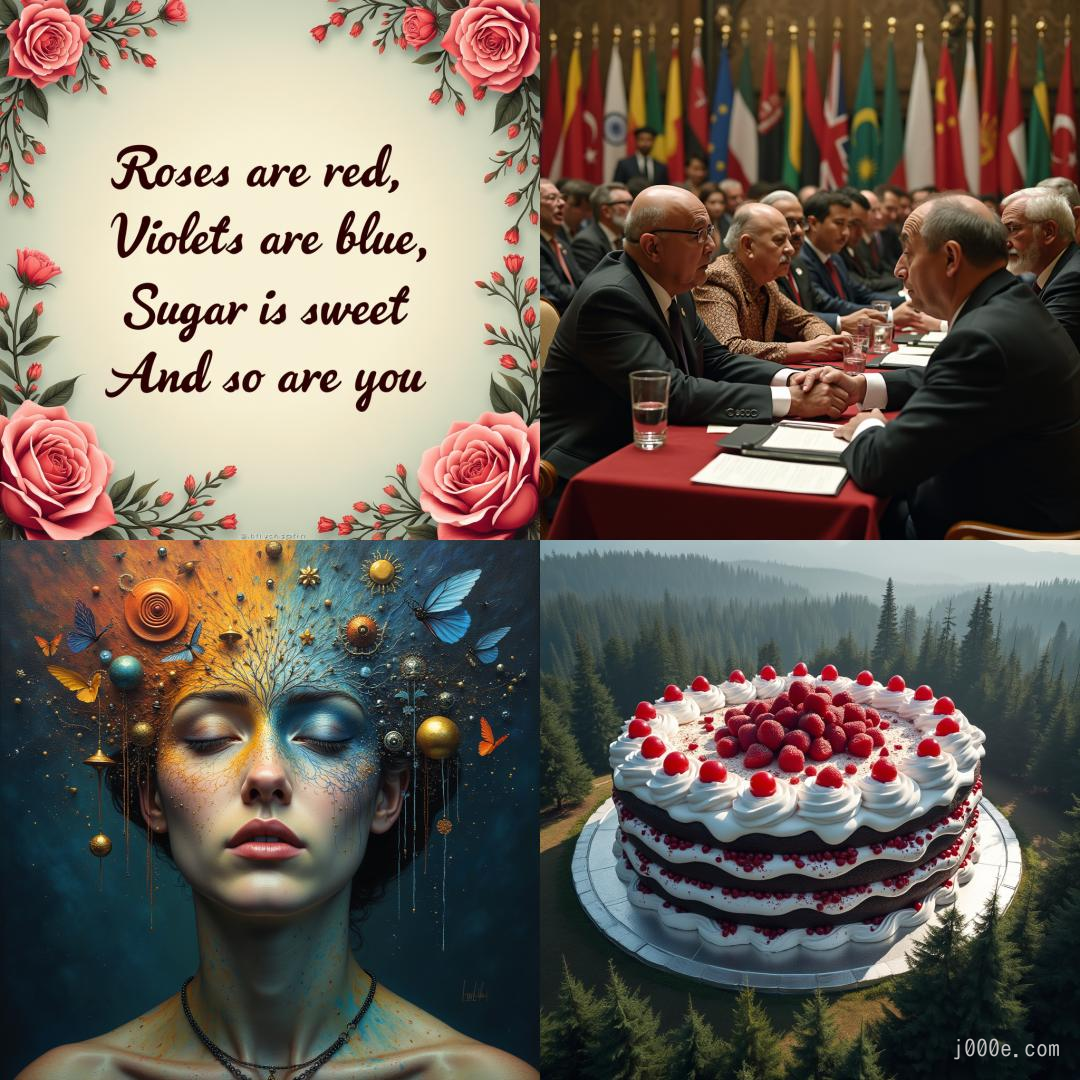 Roses are red,
Violets are blue,
Sugar is sweet
And so are you
j000e.com